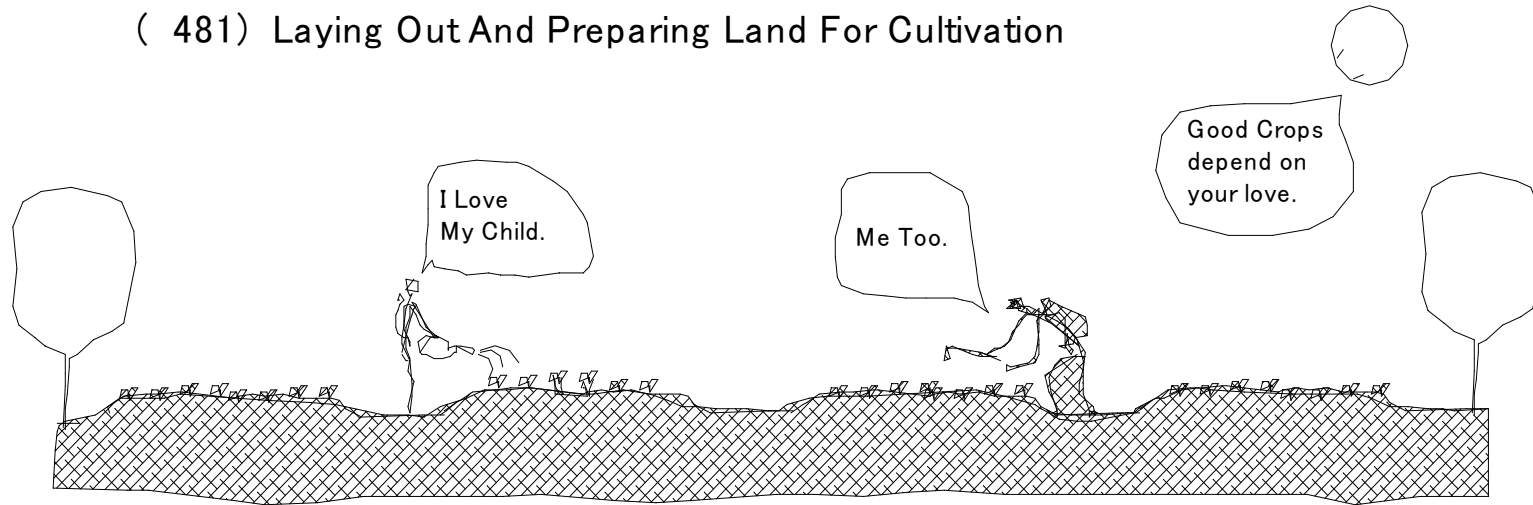 ( 481) Laying Out And Preparing Land For Cultivation
I Love
My Child.
Me Too.
Good Crops
depend on
your love.